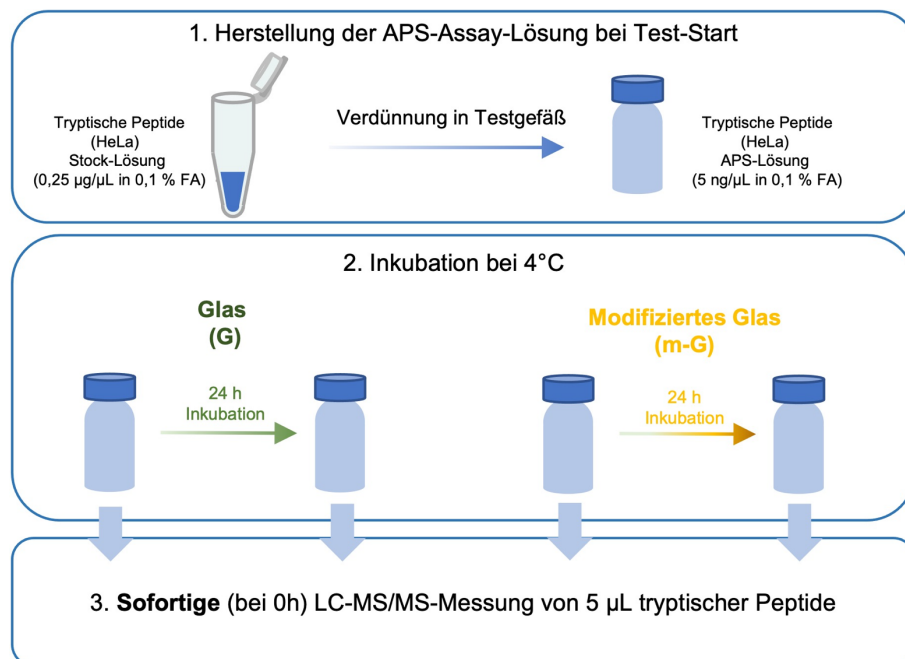 1. Herstellung der APS-Assay-Lösung bei Test-Start
Tryptische Peptide
(HeLa)
Stock-Lösung
(0,25 µg/µL in 0,1 % FA)
Verdünnung in Testgefäß
Tryptische Peptide
(HeLa)
APS-Lösung
(5 ng/µL in 0,1 % FA)
2. Inkubation bei 4°C
Glas
(G)
24 h
Inkubation
Modifiziertes Glas
(m-G)
24 h
Inkubation
3. Sofortige (bei 0h) LC-MS/MS-Messung von 5 µL tryptischer Peptide